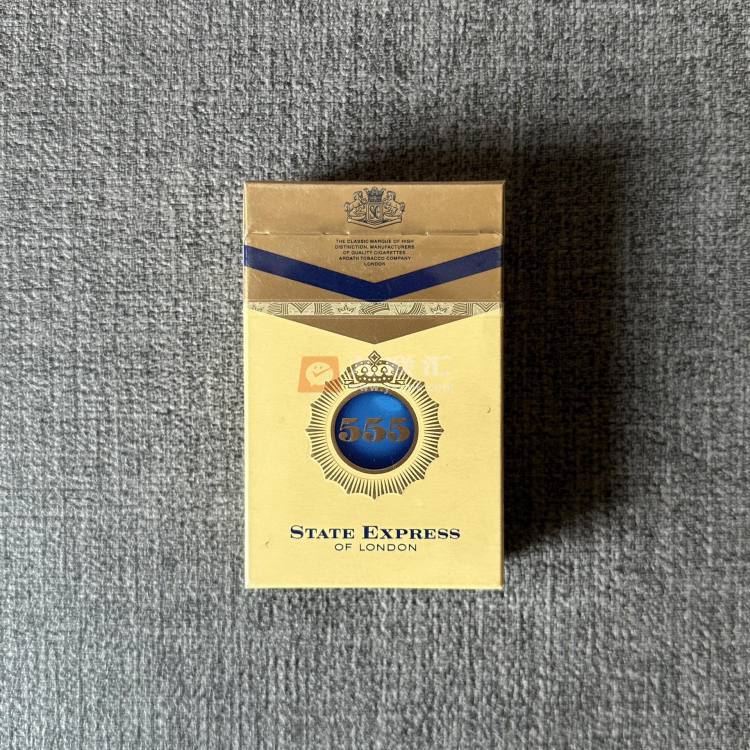 THE CLASSIC MARQUE OF HIGH
DISTINCTION, MANUFACTURERS
OF QUALITY CIGARETTES
ARDATH TOBACCO COMPANY
LONDON
汇
555
STATE EXPRESS
OF LONDON